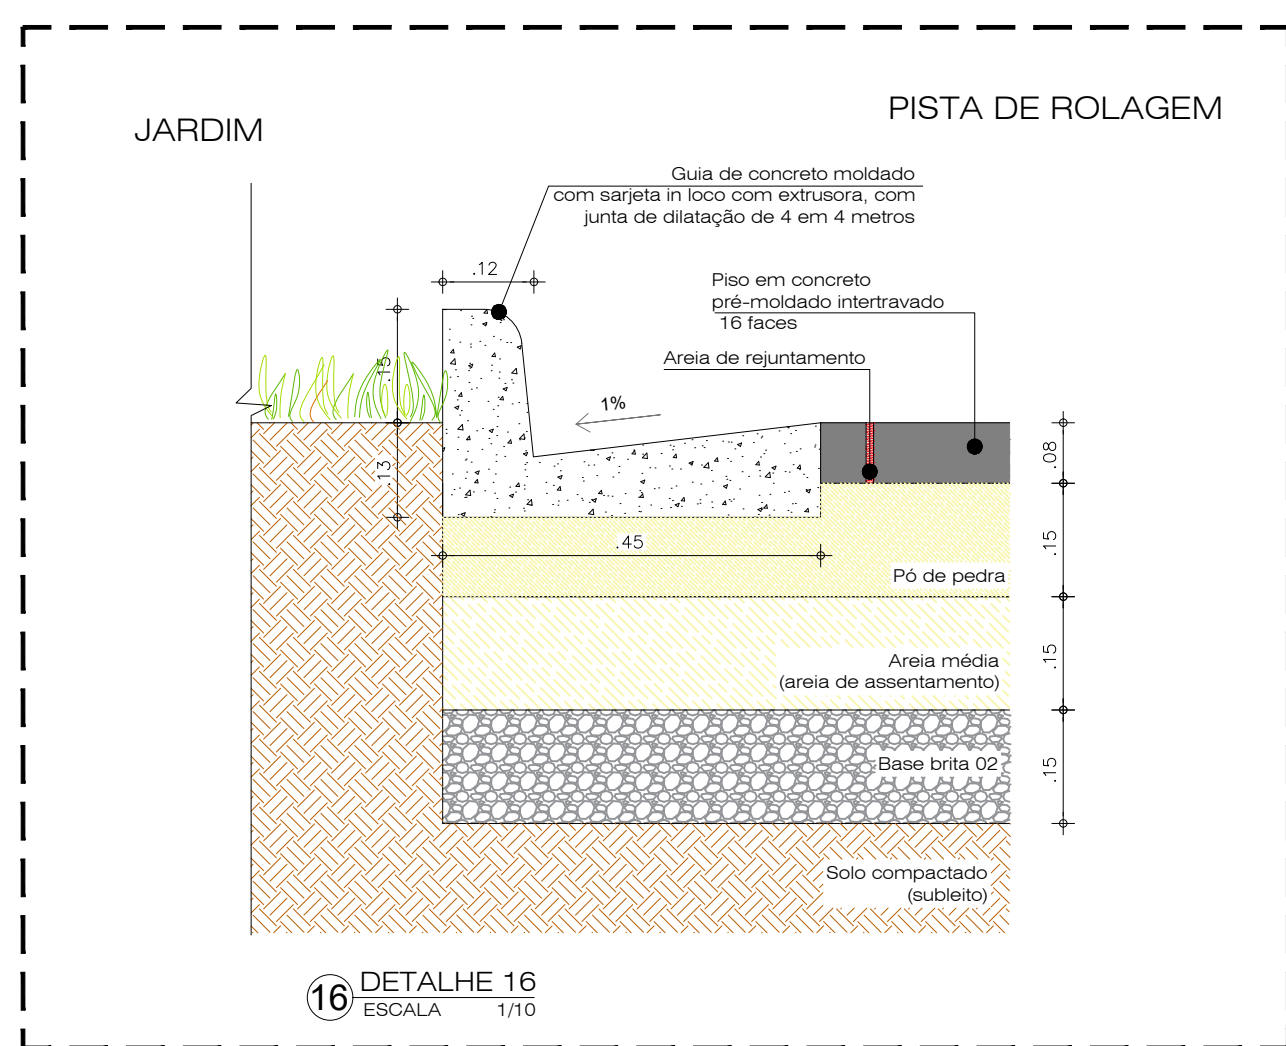 JARDIM
PISTA DE ROLAGEM
Guia de concreto moldado
com sarjeta in loco com extrusora, com
junta de dilatação de 4 em 4 metros
.12
Piso em concreto
pré-moldado intertravado
16 faces
Areia de rejuntamento
.15
1%
.13
.08
.45
.15
Pó de pedra
.15
Areia média
(areia de assentamento)
.15
Base brita 02
Solo compactado
(subleito)
16
DETALHE 16
ESCALA 1/10